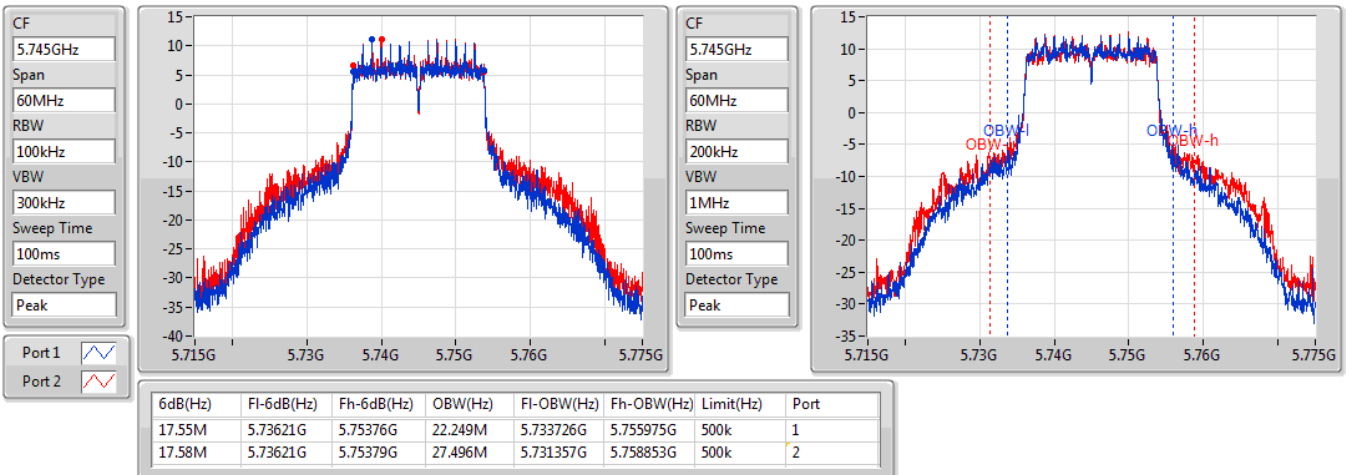 CF
5.745GHz
Span
60MHz
RBW
100kHz
VBW
300kHz
Sweep Time
100ms
Detector Type
Peak
Port 1
Port 2
15
10
5
0
-5
-10
-15
-20
-25
-30
-35
-40
5.715G 5.73G 5.74G 5.75G 5.76G 5.775G
CF
5.745GHz
Span
60MHz
RBW
200kHz
VBW
1MHz
Sweep Time
100ms
Detector Type
Peak
15
10
5
0
-5
-10
-15
-20
-25
-30
-35
OBW-l OBW-h
OBW-h
5.715G 5.73G 5.74G 5.75G 5.76G 5.775G
6dB(Hz) Fl-6dB(Hz) Fh-6dB(Hz) OBW(Hz) Fl-OBW(Hz) Fh-OBW(Hz) Limit(Hz) Port
17.55M 5.73621G 5.75376G 22.249M 5.733726G 5.755975G 500k 1
17.58M 5.73621G 5.75379G 27.496M 5.731357G 5.758853G 500k 2